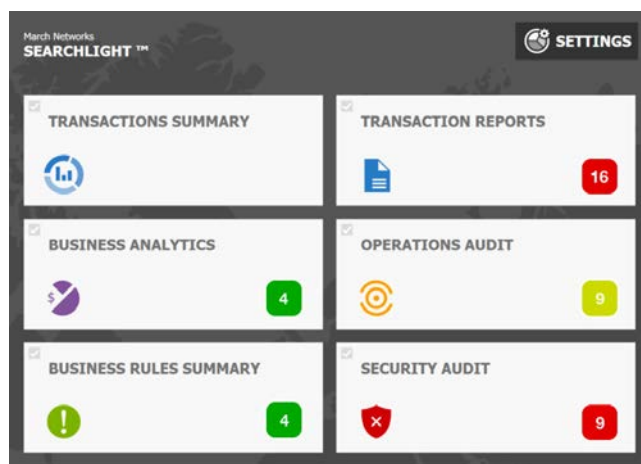 March Networks
SEARCHLIGHT ™
SETTINGS
TRANSACTIONS SUMMARY
TRANSACTION REPORTS
16
BUSINESS ANALYTICS
$
4
OPERATIONS AUDIT
9
BUSINESS RULES SUMMARY
!
4
SECURITY AUDIT
9